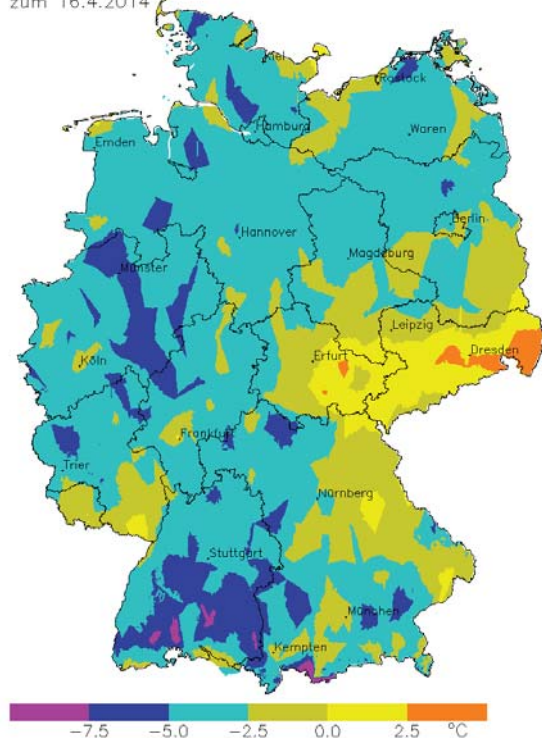 zum 16.4.2014
Kiel
Rostock
Hamburg
Waren
Emden
Berlin
Hannover
Magdeburg
Münster
Leipzig
Dresden
Köln
Erfurt
Frankfurt
Trier
Nürnberg
Stuttgart
München
Kempten
-7.5 -5.0 -2.5 0.0 2.5 °C